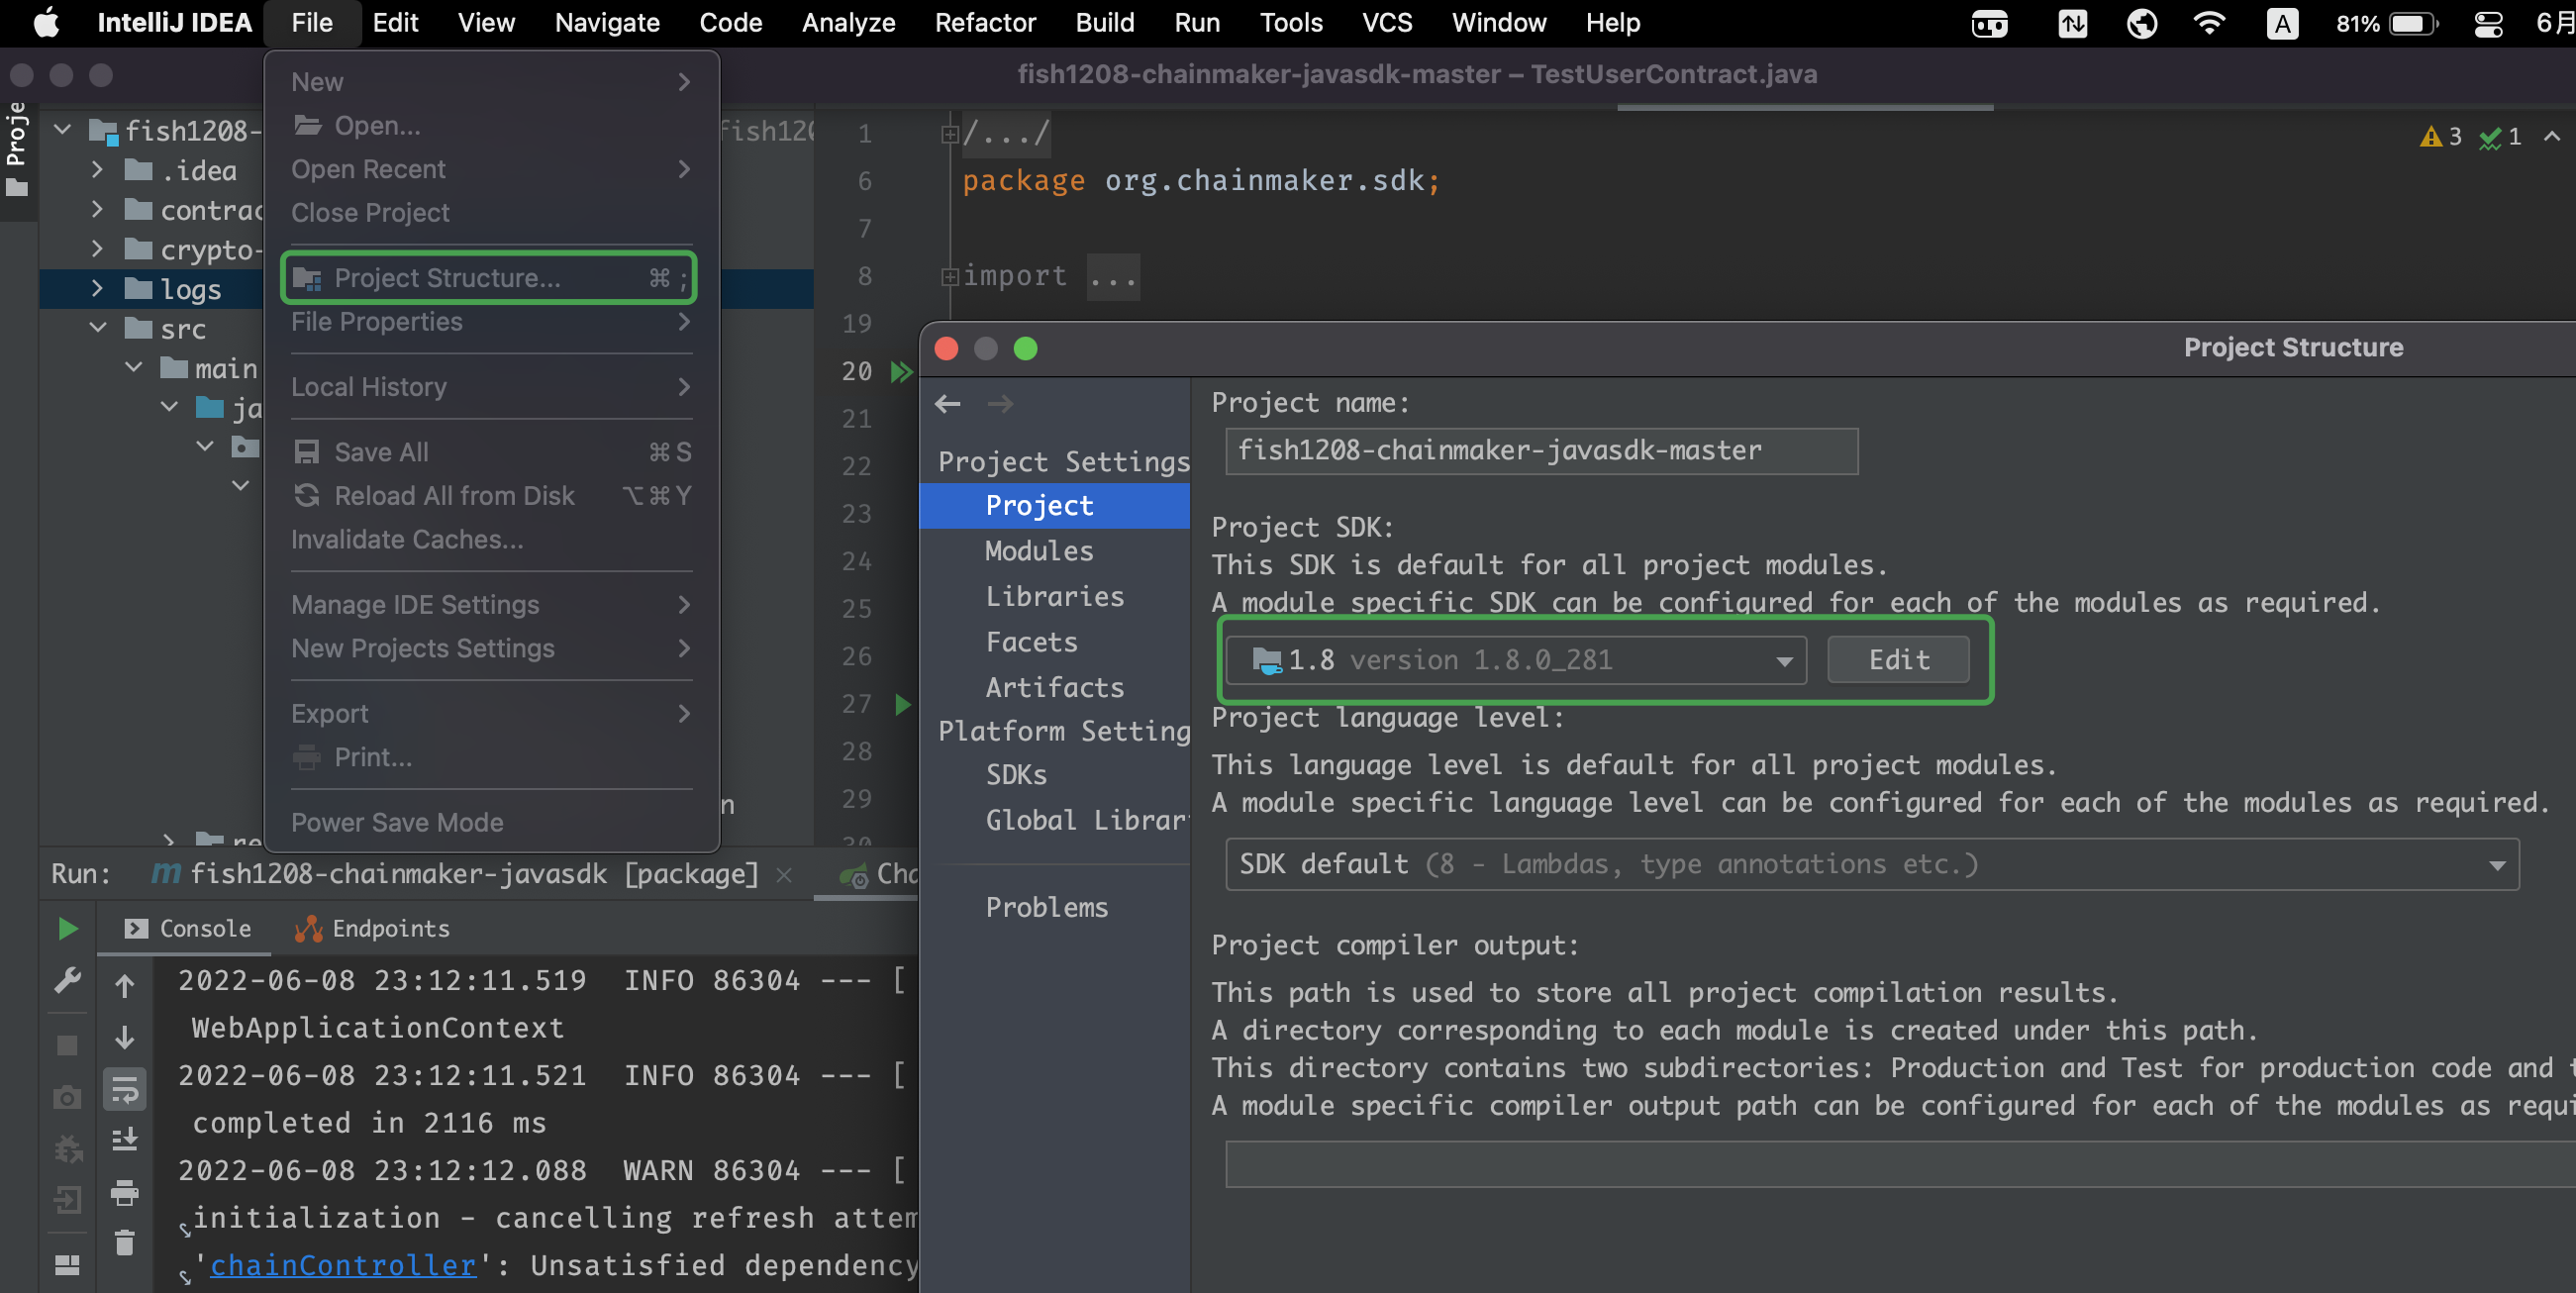 IntelliJ IDEA File Edit View Navigate Code Analyze Refactor Build Run Tools VCS Window Help A 81% 6月
fish1208-chainmaker-javasdk-master – TestUserContract.java
Proje
fish1208-
.idea
contrac
crypto-
logs
src
main
ja
re
New
Open...
Open Recent
Close Project
Project Structure... ⌘ ;
File Properties
Local History
Save All ⌘ S
Reload All from Disk ⌥ ⌘ Y
Invalidate Caches...
Manage IDE Settings
New Projects Settings
Export
Print...
Power Save Mode
fish120
n
3 1
1 /.../
6 package org.chainmaker.sdk;
7
8 import ...
19
20
21
22
23
24
25
26
27
28
29
30
Project Structure
Project Settings
Project
Modules
Libraries
Facets
Artifacts
Platform Setting
SDKs
Global Librar
Problems
Project name:
fish1208-chainmaker-javasdk-master
Project SDK:
This SDK is default for all project modules.
A module specific SDK can be configured for each of the modules as required.
1.8 version 1.8.0_281 Edit
Project language level:
This language level is default for all project modules.
A module specific language level can be configured for each of the modules as required.
SDK default (8 - Lambdas, type annotations etc.)
Project compiler output:
This path is used to store all project compilation results.
A directory corresponding to each module is created under this path.
This directory contains two subdirectories: Production and Test for production code and t
A module specific compiler output path can be configured for each of the modules as requi
Run: fish1208-chainmaker-javasdk [package] × Cha
Console Endpoints
2022-06-08 23:12:11.519 INFO 86304 --- [
WebApplicationContext
2022-06-08 23:12:11.521 INFO 86304 --- [
completed in 2116 ms
2022-06-08 23:12:12.088 WARN 86304 --- [
initialization - cancelling refresh attem
'chainController': Unsatisfied dependency